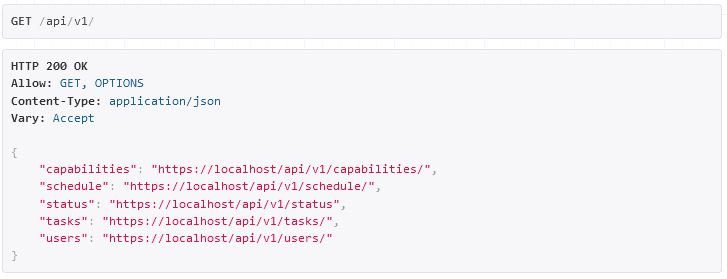 GET /api/v1/
HTTP 200 OK
Allow: GET, OPTIONS
Content-Type: application/json
Vary: Accept
{
"capabilities": "https://localhost/api/v1/capabilities/",
"schedule": "https://localhost/api/v1/schedule/",
"status": "https://localhost/api/v1/status",
"tasks": "https://localhost/api/v1/tasks/",
"users": "https://localhost/api/v1/users/"
}